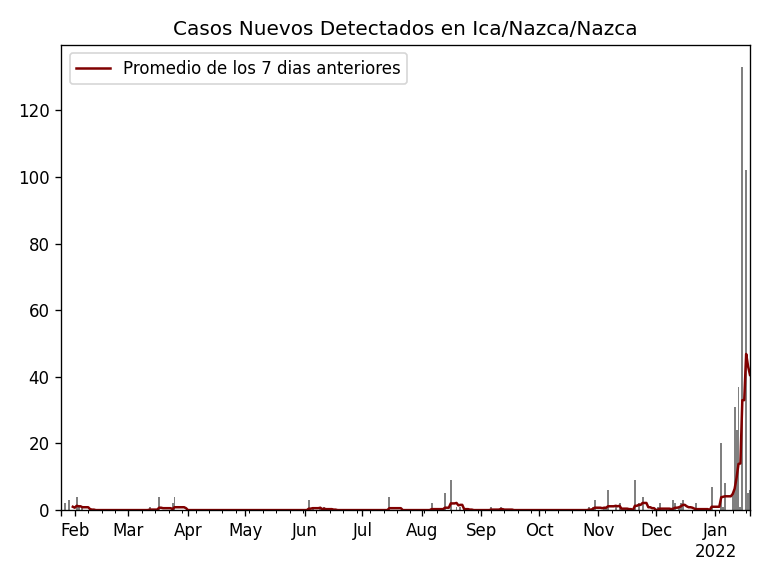 Casos Nuevos Detectados en Ica/Nazca/Nazca
Promedio de los 7 dias anteriores
120
100
80
60
40
20
0
Feb Mar Apr May Jun Jul Aug Sep Oct Nov Dec Jan
2022